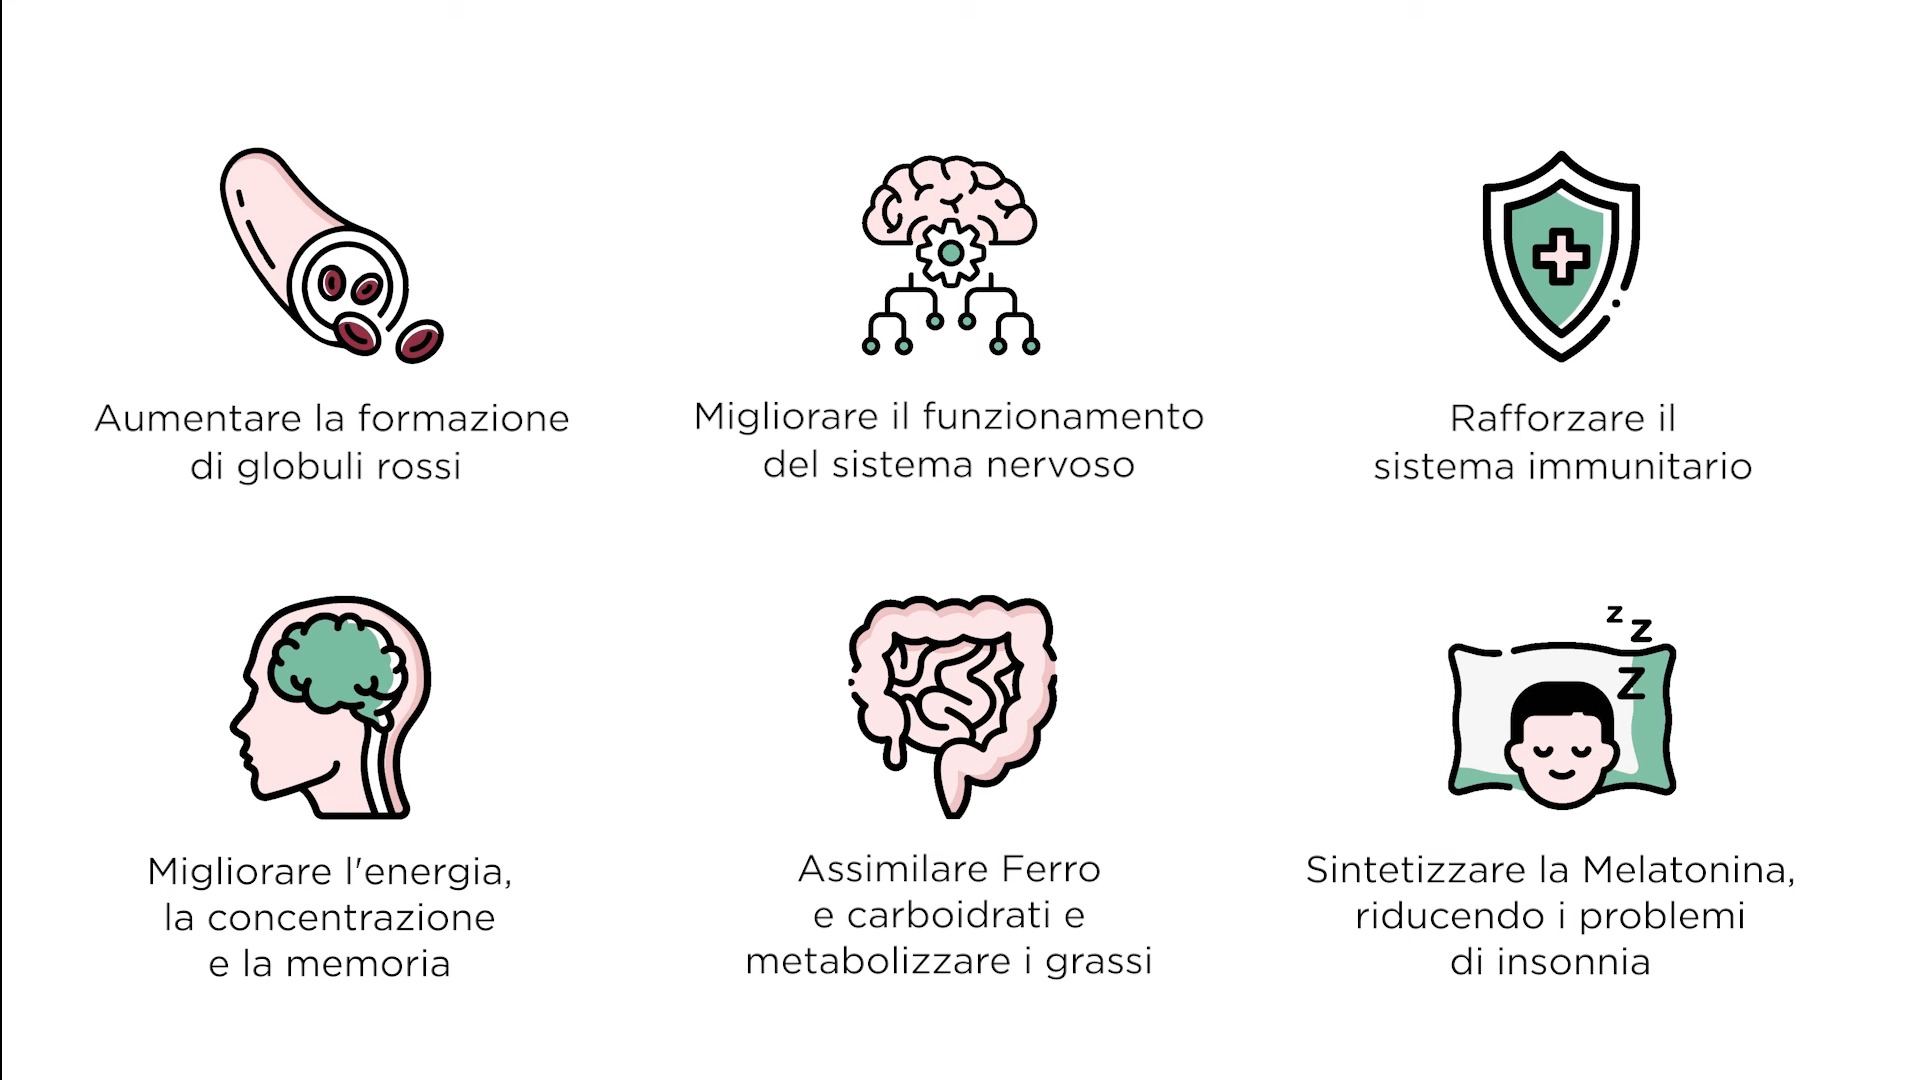 Aumentare la formazione
di globuli rossi
Migliorare il funzionamento
del sistema nervoso
Rafforzare il
sistema immunitario
Migliorare l'energia,
la concentrazione
e la memoria
Assimilare Ferro
e carboidrati e
metabolizzare i grassi
z
z
z
Sintetizzare la Melatonina,
riducendo i problemi
di insonnia